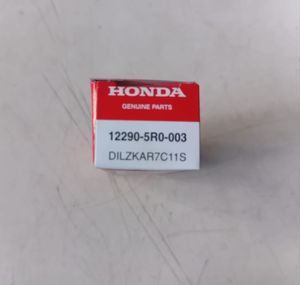 HONDA
GENUINE PARTS
12290-5R0-003
DILZKAR7C11S